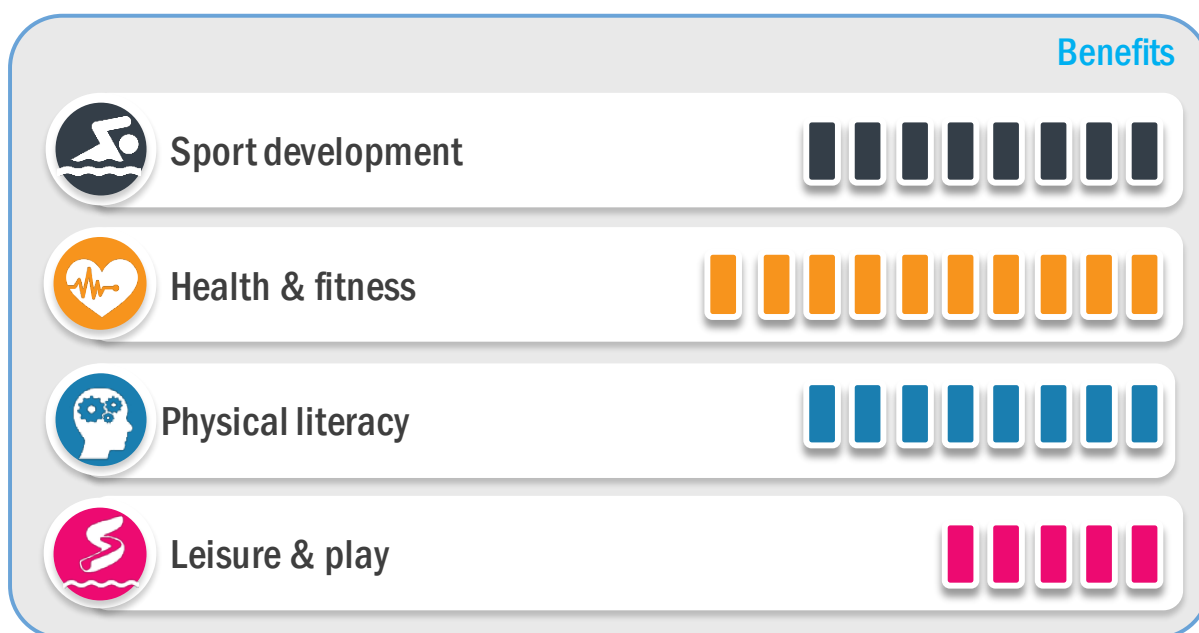 Benefits
Sport development
Health & fitness
Physical literacy
Leisure & play